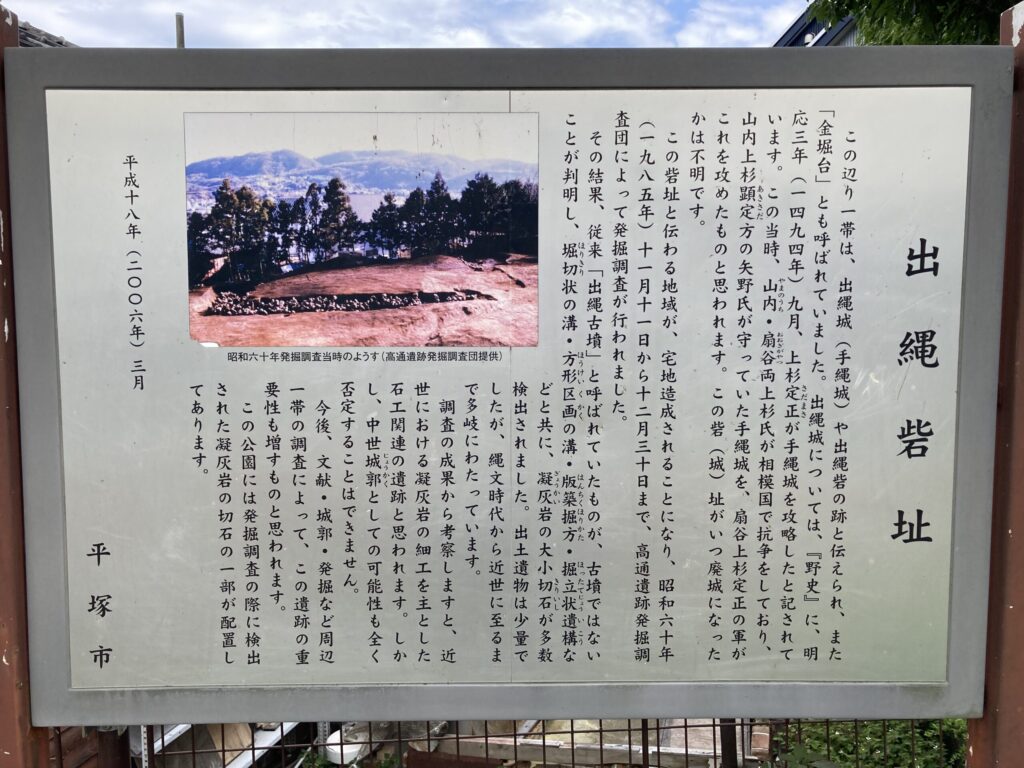 出縄砦址
この辺り一帯は、出縄城（手縄城）や出縄砦の跡と伝えられ、また
「金堀台」とも呼ばれていました。出縄城については、『野史』に、明
応三年（一四九四年）九月、上杉定正が手縄城を攻略したと記されて
います。この当時、山内・扇谷両上杉氏が相模国で抗争をしており、
山内上杉顕定方の矢野氏が守っていた手縄城を、扇谷上杉定正の軍が
これを攻めたものと思われます。この砦（城）址がいつ廃城になった
かは不明です。
この砦址と伝わる地域が、宅地造成されることになり、昭和六十年
（一九八五年）十一月十一日から十二月三十日まで、高通遺跡発掘調
査団によって発掘調査が行われました。
その結果、従来「出縄古墳」と呼ばれていたものが、古墳ではない
ことが判明し、堀切状の溝・方形区画の溝・版築掘方・掘立状遺構な
どと共に、凝灰岩の大小切石が多数
検出されました。出土遺物は少量で
したが、縄文時代から近世に至るま
で多岐にわたっています。
調査の成果から考察しますと、近
世における凝灰岩の細工を主とした
石工関連の遺跡と思われます。しか
し、中世城郭としての可能性も全く
否定することはできません。
今後、文献・城郭・発掘など周辺
一帯の調査によって、この遺跡の重
要性も増すものと思われます。
この公園には発掘調査の際に検出
された凝灰岩の切石の一部が配置し
てあります。
昭和六十年発掘調査当時のようす（高通遺跡発掘調査団提供）
平成十八年（二〇〇六年）三月
平塚市